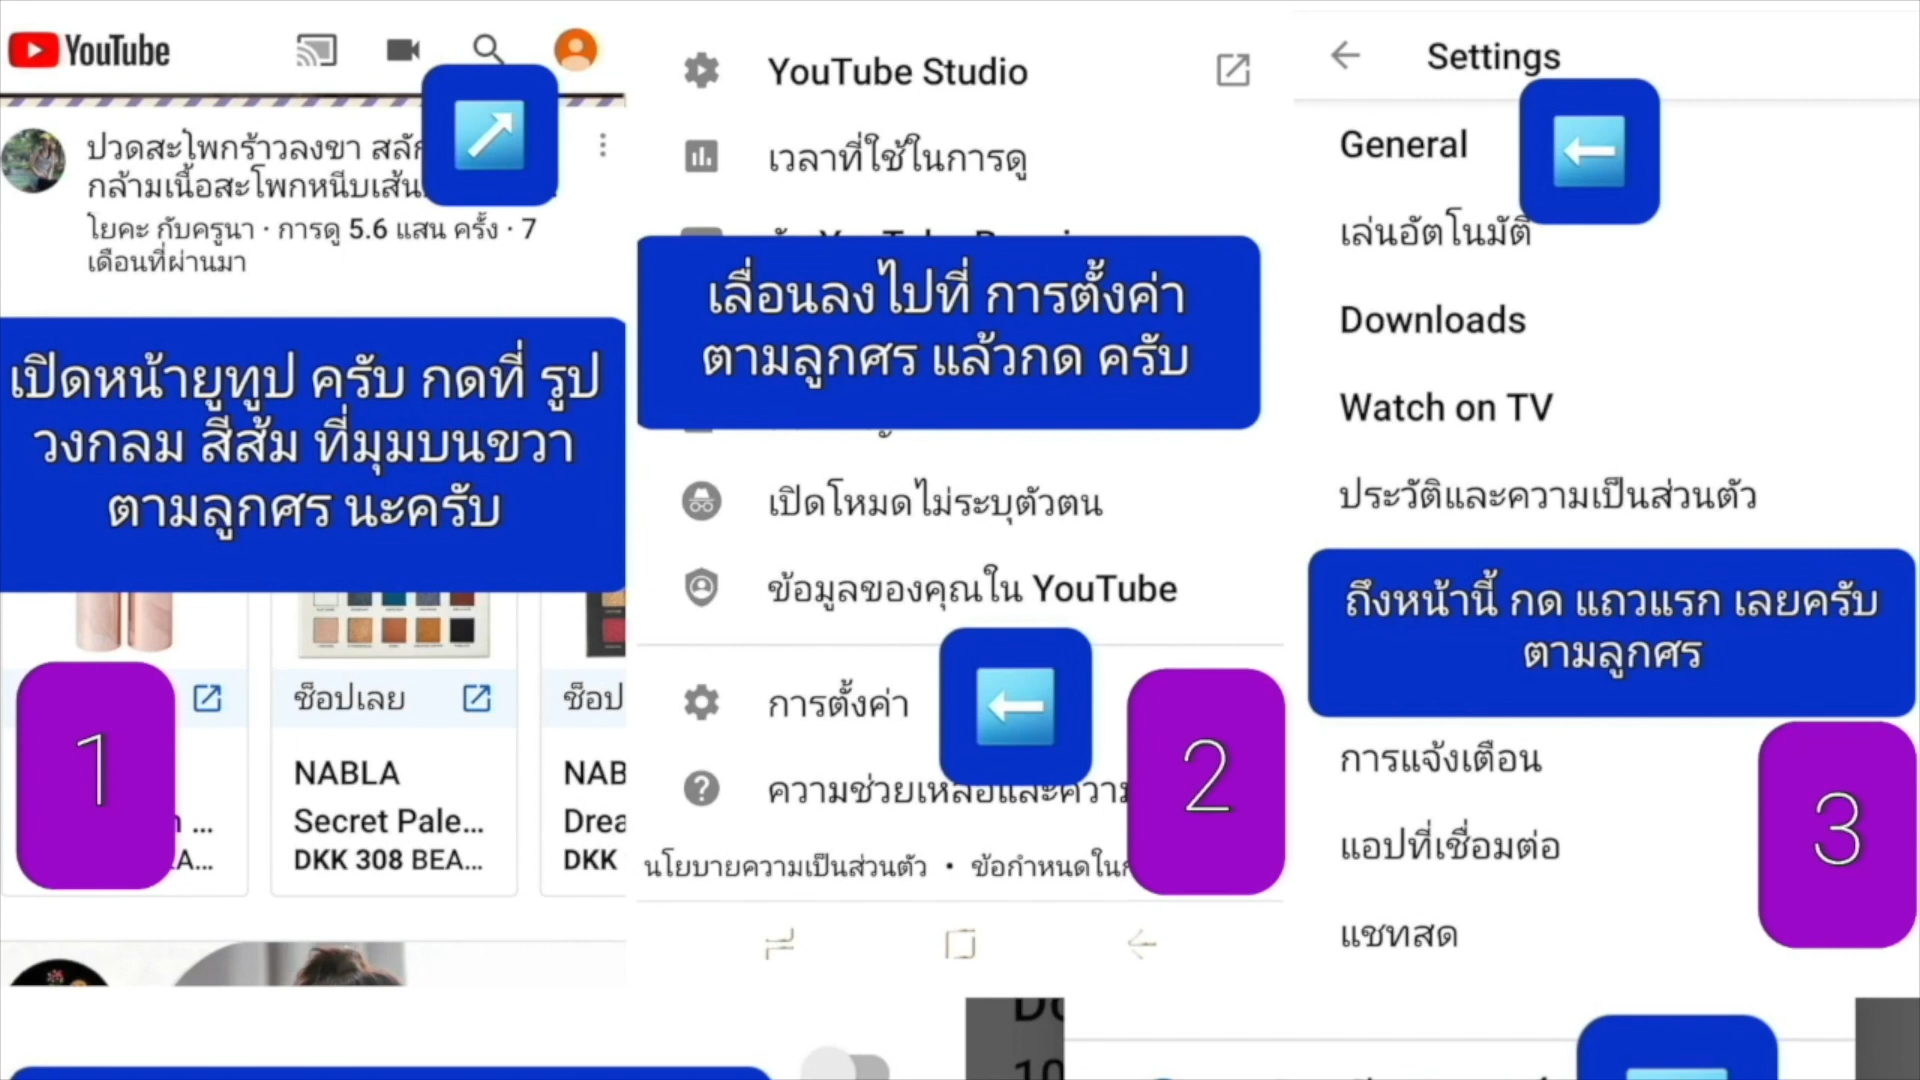 YouTube
ปวดสะโพกร้าวลงขา
กล้ามเนื้อสะโพกหนีบเส้น
โยคะ กับครูนา · การดู 5.6 แสน ครั้ง · 7
เดือนที่ผ่านมา
เปิดหน้ายูทูป ครับ กดที่ รูป
วงกลม สีส้ม ที่มุมบนขวา
ตามลูกศร นะครับ
ช็อปเลย
NABLA
Secret Pale...
DKK 308 BEA...
1
YouTube Studio
เวลาที่ใช้ในการดู
เลื่อนลงไปที่ การตั้งค่า
ตามลูกศร แล้วกด ครับ
เปิดโหมดไม่ระบุตัวตน
ข้อมูลของคุณใน YouTube
การตั้งค่า
ความช่วยเหลือและความ
นโยบายความเป็นส่วนตัว •
2
Settings
General
เล่นอัตโนมัติ
Downloads
Watch on TV
ประวัติและความเป็นส่วนตัว
ถึงหน้านี้ กด แถวแรก เลยครับ
ตามลูกศร
การแจ้งเตือน
แอปที่เชื่อมต่อ
แชทสด
3